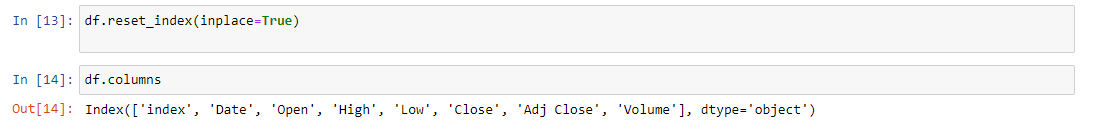 In [13]: df.reset_index(inplace=True)
In [14]: df.columns
Out[14]: Index(['index', 'Date', 'Open', 'High', 'Low', 'Close', 'Adj Close', 'Volume'], dtype='object')